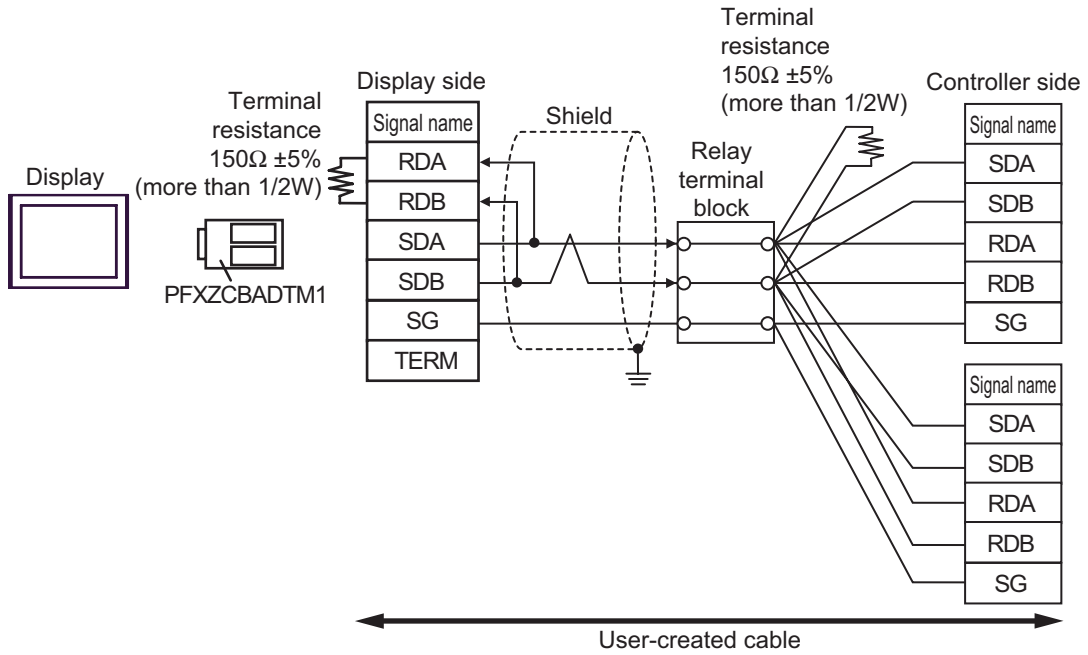 Terminal
resistance
150Ω ±5%
(more than 1/2W)
Display side
Controller side
Terminal
resistance
150Ω ±5%
(more than 1/2W)
Shield
Relay
terminal
block
Display
PFXZCBADTM1
Signal name
RDA
RDB
SDA
SDB
SG
TERM
Signal name
SDA
SDB
RDA
RDB
SG
Signal name
SDA
SDB
RDA
RDB
SG
User-created cable